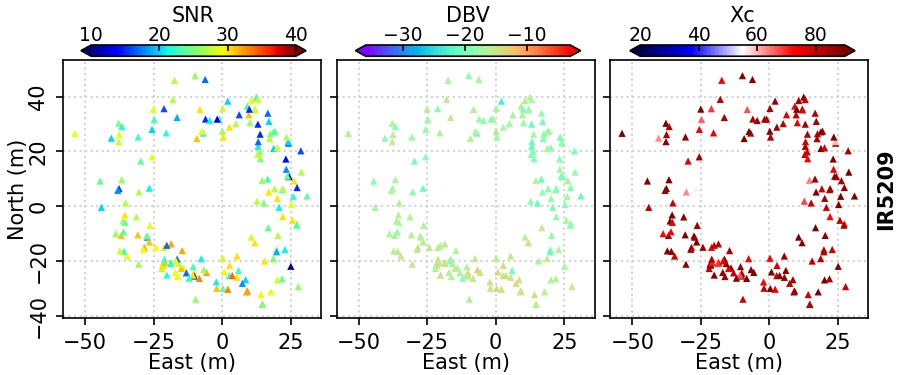 SNR DBV Xc
10 20 30 40 −30 −20 −10 20 40 60 80
North (m)
40
20
0
−20
−40
−50 −25 0 25 −50 −25 0 25 −50 −25 0 25
East (m) East (m) East (m)
IR5209